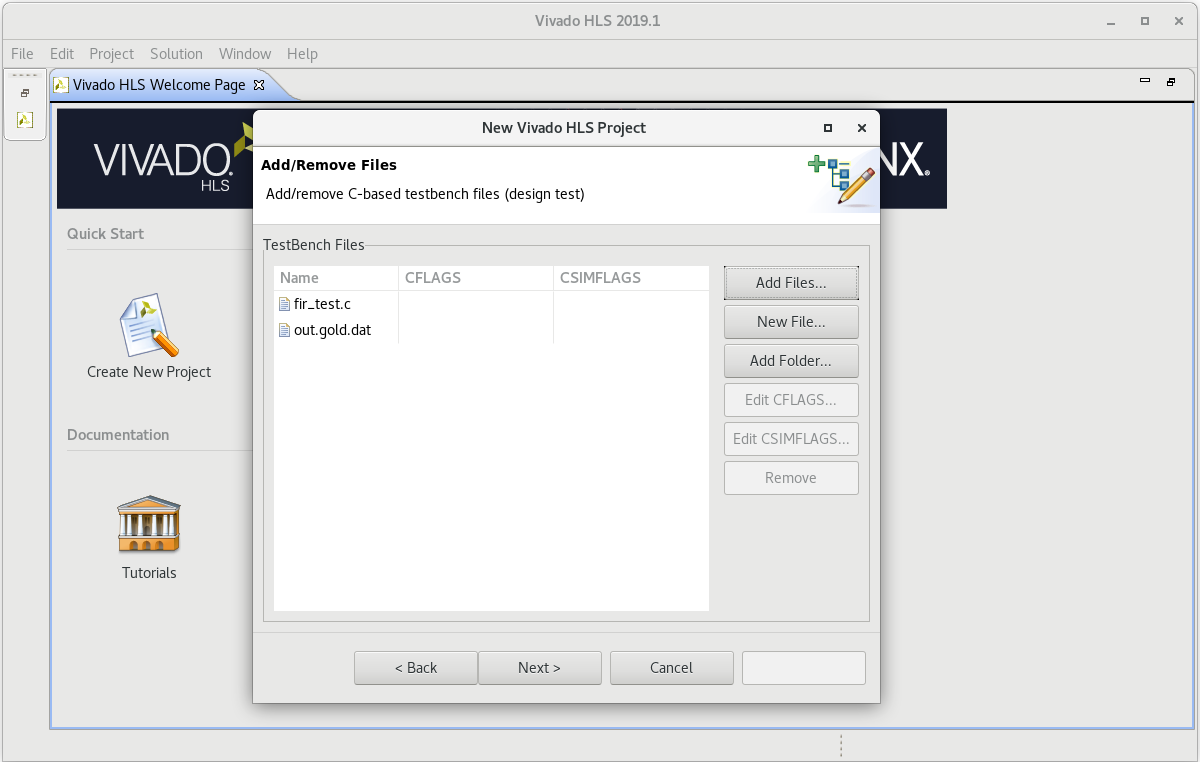 Vivado HLS 2019.1
File Edit Project Solution Window Help
Vivado HLS Welcome Page
VIVADO.
HLS
NX.
New Vivado HLS Project
Add/Remove Files
Add/remove C-based testbench files (design test)
Quick Start
Create New Project
Documentation
Tutorials
TestBench Files
Name CFLAGS CSIMFLAGS
fir_test.c
out.gold.dat
Add Files...
New File...
Add Folder...
Edit CFLAGS...
Edit CSIMFLAGS...
Remove
< Back Next > Cancel